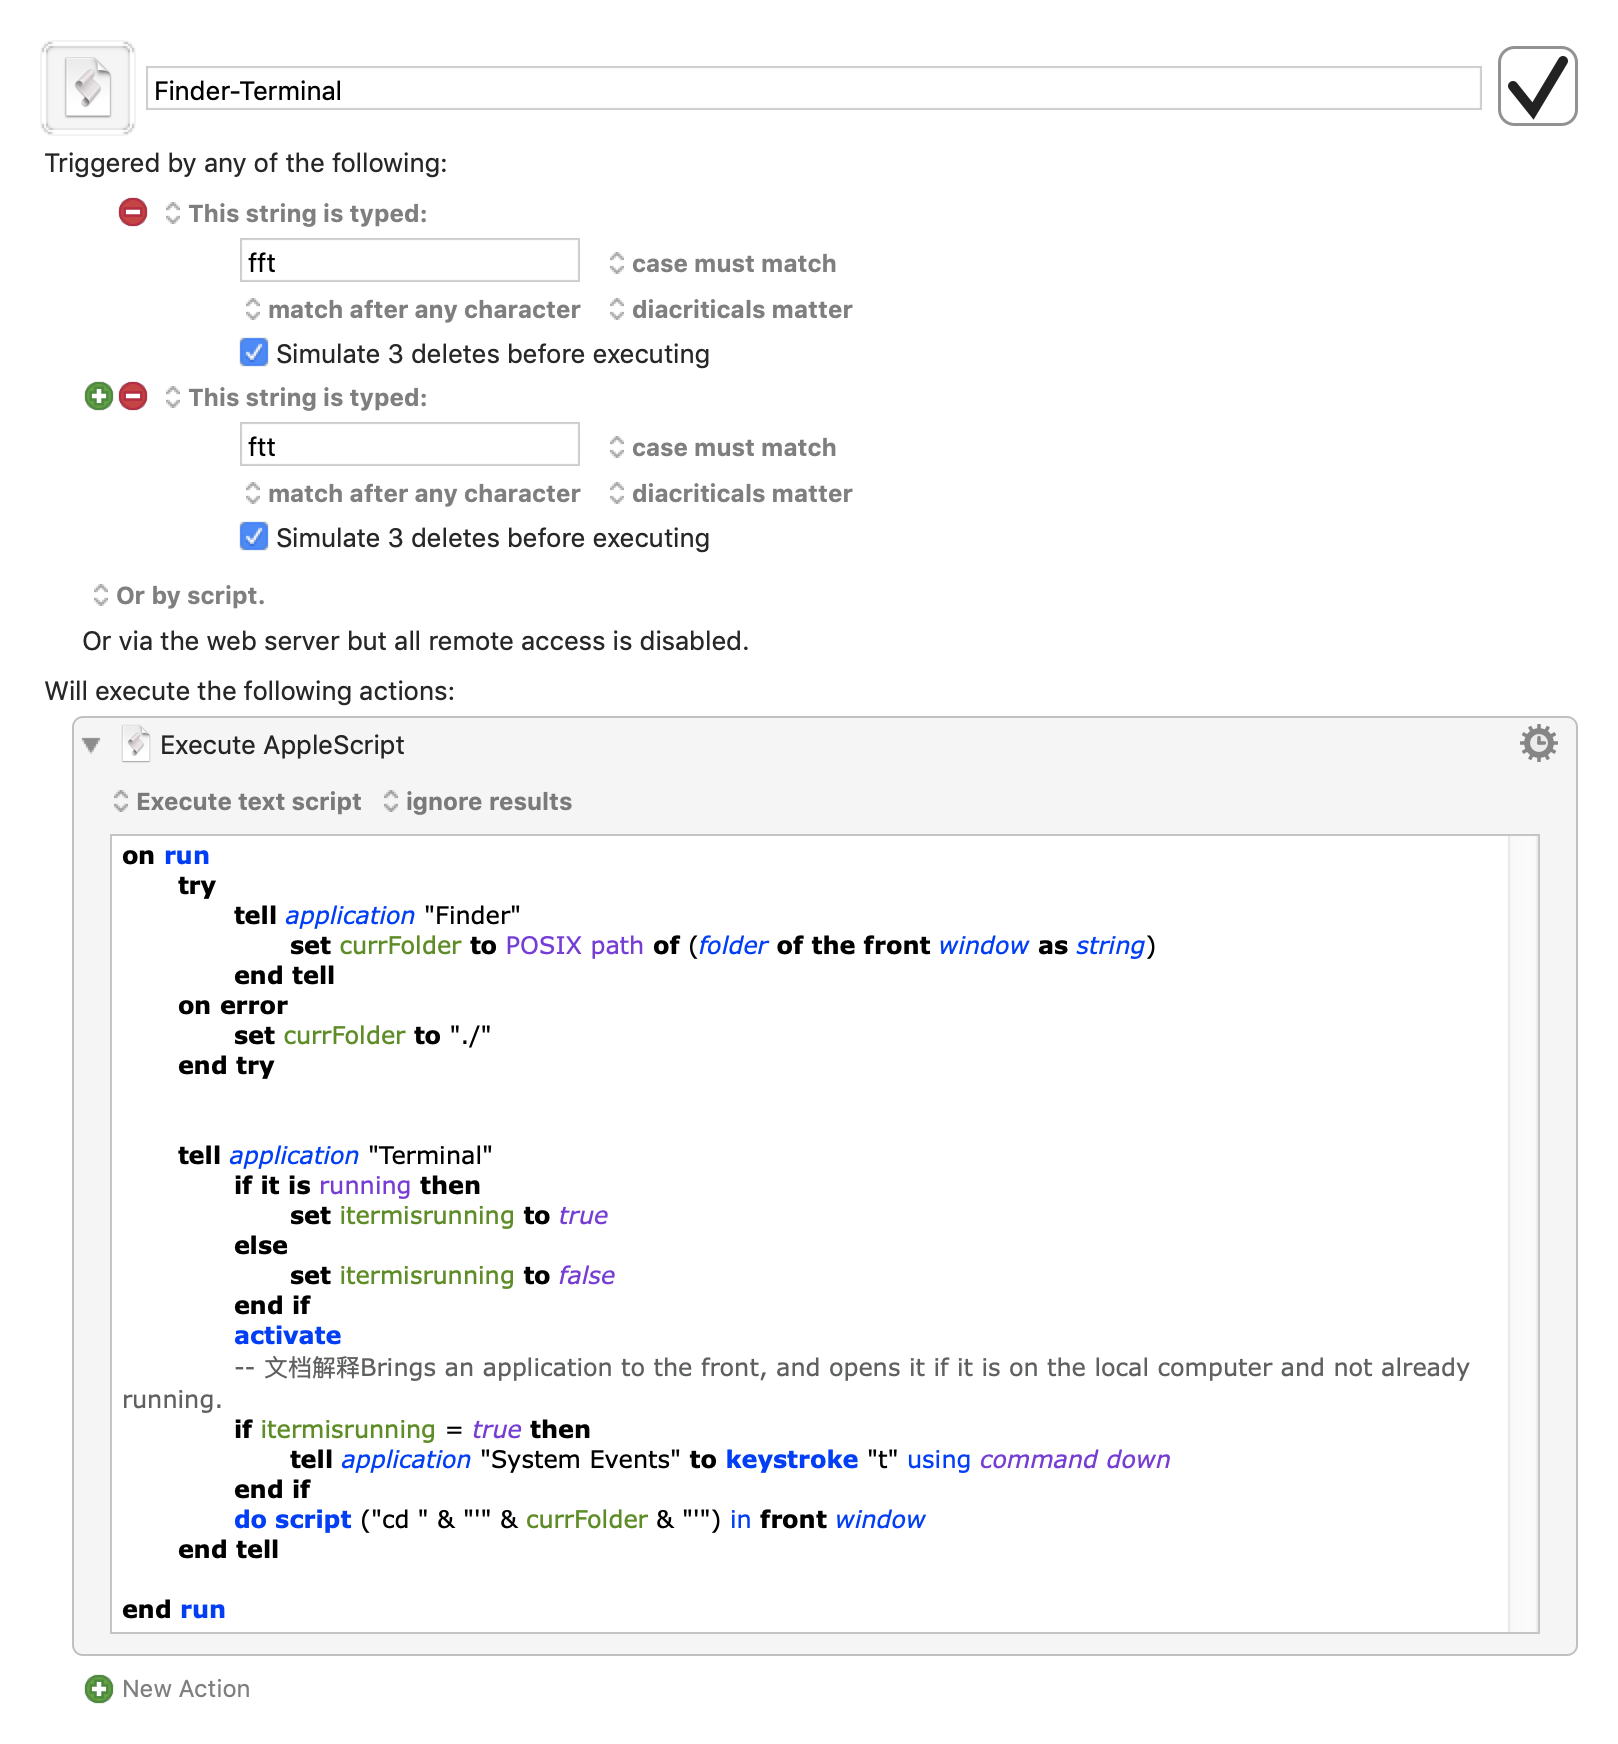 Finder-Terminal
Triggered by any of the following:
This string is typed:
fft
case must match
match after any character
diacriticals matter
Simulate 3 deletes before executing
This string is typed:
ftt
case must match
match after any character
diacriticals matter
Simulate 3 deletes before executing
Or by script.
Or via the web server but all remote access is disabled.
Will execute the following actions:
Execute AppleScript
Execute text script
ignore results
on run
try
tell application "Finder"
set currFolder to POSIX path of (folder of the front window as string)
end tell
on error
set currFolder to "./"
end try
tell application "Terminal"
if it is running then
set itermisrunning to true
else
set itermisrunning to false
end if
activate
-- 文档解释Brings an application to the front, and opens it if it is on the local computer and not already
running.
if itermisrunning = true then
tell application "System Events" to keystroke "t" using command down
end if
do script ("cd " & "'" & currFolder & "'") in front window
end tell
end run
New Action